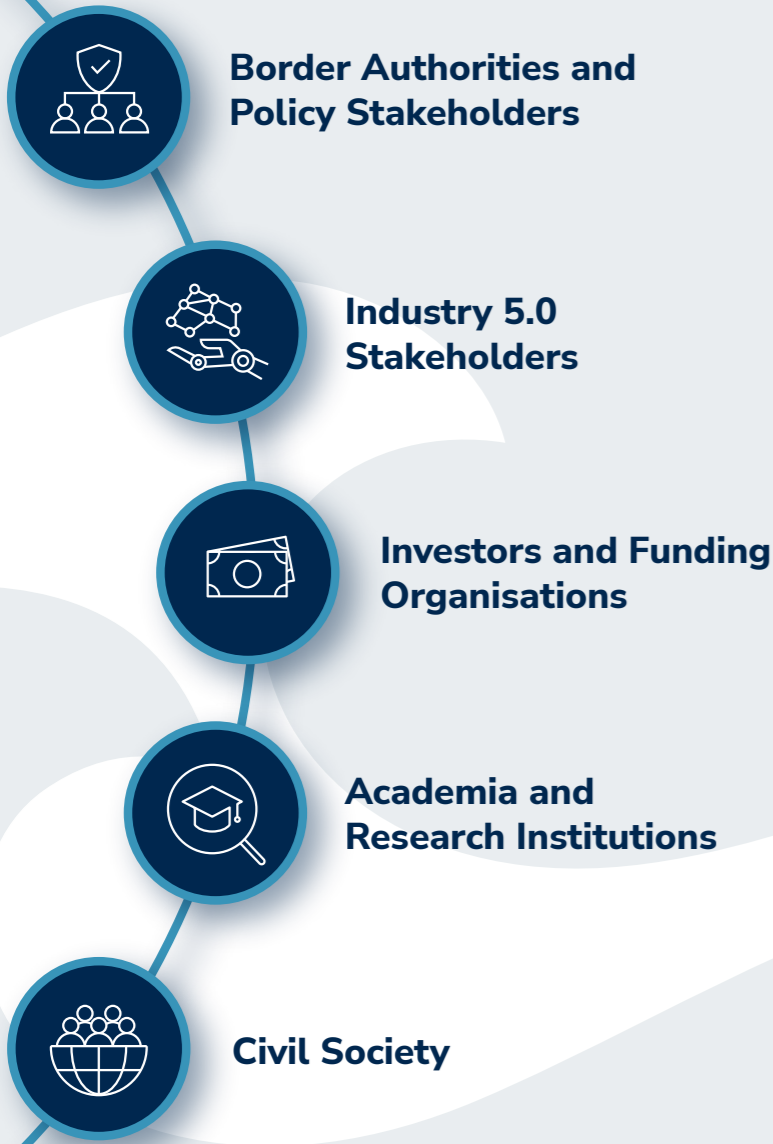 Border Authorities and
Policy Stakeholders
Industry 5.0
Stakeholders
Investors and Funding
Organisations
Academia and
Research Institutions
Civil Society